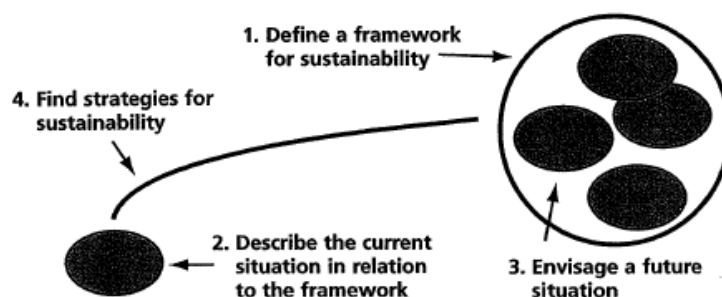 1. Define a framework
for sustainability
4. Find strategies for
sustainability
2. Describe the current
situation in relation
to the framework
3. Envisage a future
situation